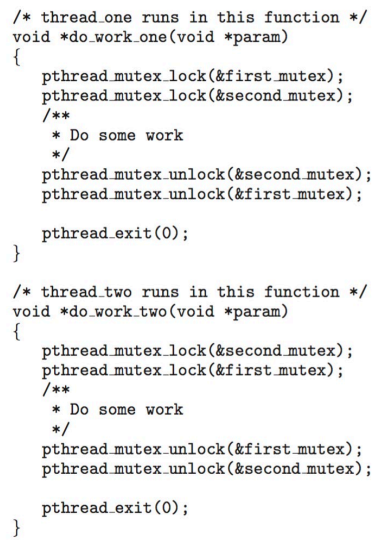 /* thread_one runs in this function */
void *do_work_one(void *param)
{
pthread_mutex_lock(&first_mutex);
pthread_mutex_lock(&second_mutex);
/**
* Do some work
*/
pthread_mutex_unlock(&second_mutex);
pthread_mutex_unlock(&first_mutex);
pthread_exit(0);
}
/* thread_two runs in this function */
void *do_work_two(void *param)
{
pthread_mutex_lock(&second_mutex);
pthread_mutex_lock(&first_mutex);
/**
* Do some work
*/
pthread_mutex_unlock(&first_mutex);
pthread_mutex_unlock(&second_mutex);
pthread_exit(0);
}